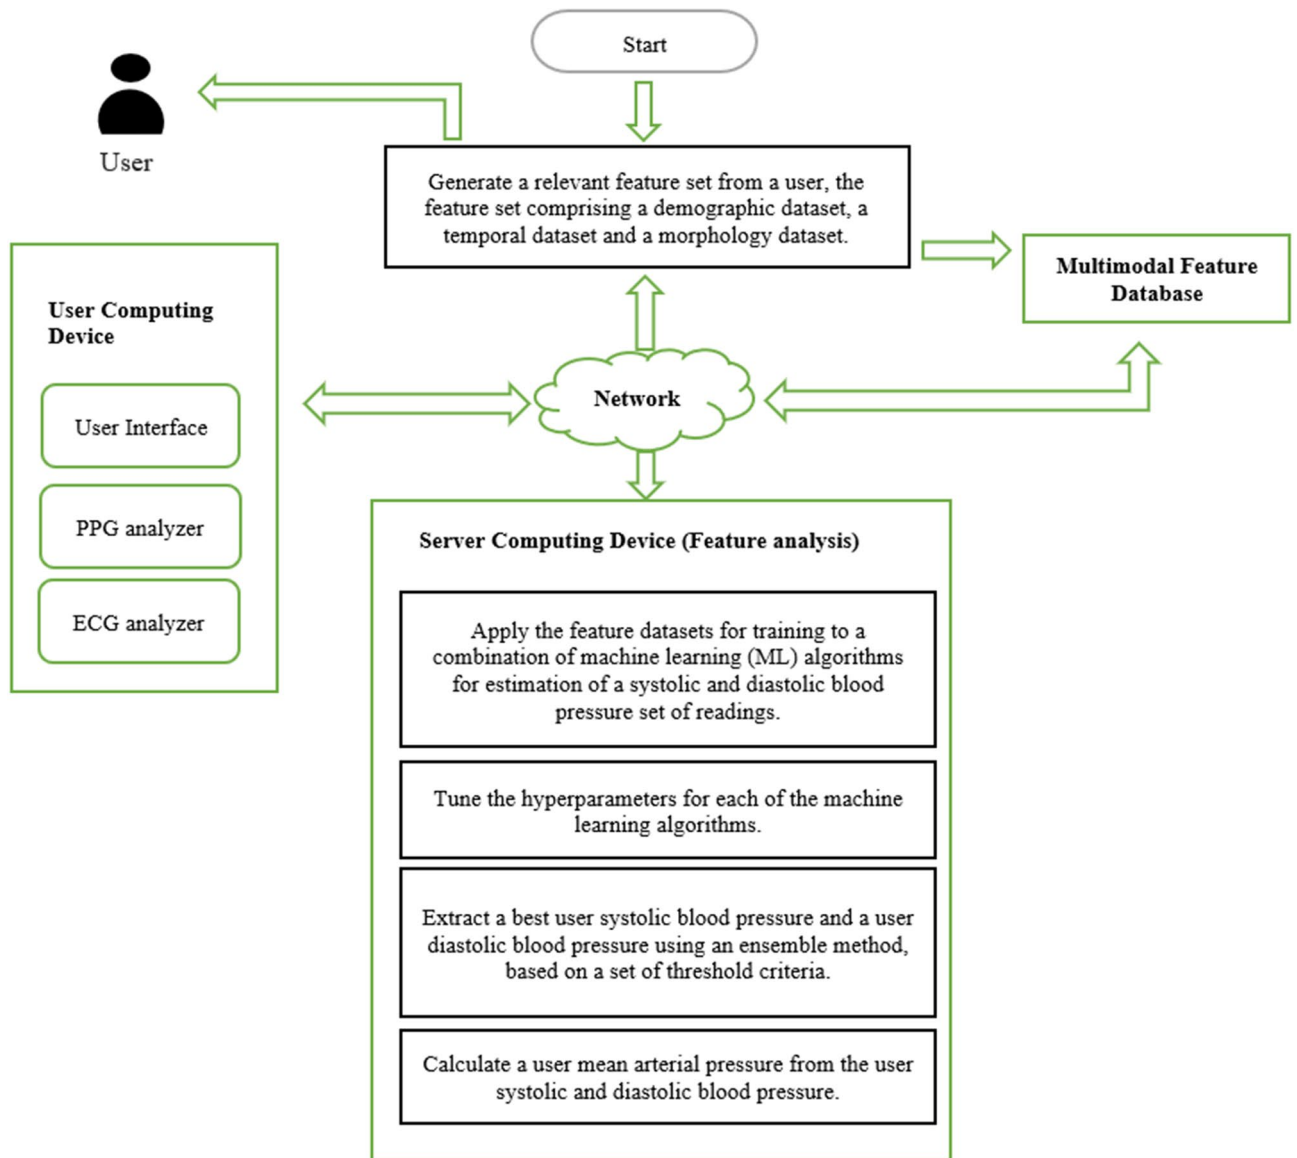 Start
User
Generate a relevant feature set from a user, the
feature set comprising a demographic dataset, a
temporal dataset and a morphology dataset.
Multimodal Feature
Database
User Computing
Device
User Interface
PPG analyzer
ECG analyzer
Network
Server Computing Device (Feature analysis)
Apply the feature datasets for training to a
combination of machine learning (ML) algorithms
for estimation of a systolic and diastolic blood
pressure set of readings.
Tune the hyperparameters for each of the machine
learning algorithms.
Extract a best user systolic blood pressure and a user
diastolic blood pressure using an ensemble method,
based on a set of threshold criteria.
Calculate a user mean arterial pressure from the user
systolic and diastolic blood pressure.